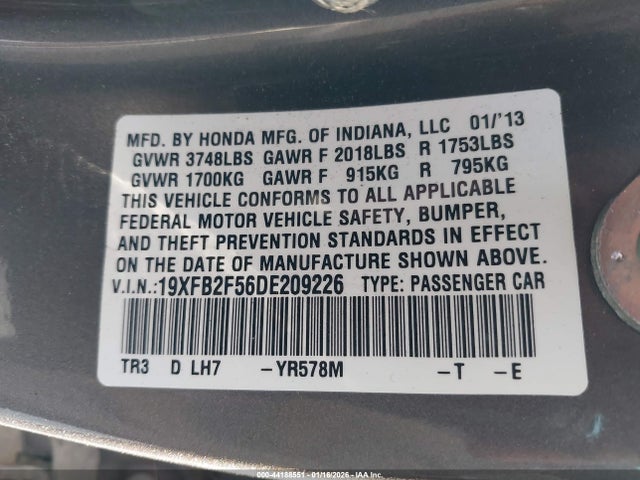 MFD. BY HONDA MFG. OF INDIANA, LLC 01/'13
GVWR 3748LBS GAWR F 2018LBS R 1753LBS
GVWR 1700KG GAWR F 915KG R 795KG
THIS VEHICLE CONFORMS TO ALL APPLICABLE
FEDERAL MOTOR VEHICLE SAFETY, BUMPER,
AND THEFT PREVENTION STANDARDS IN EFFECT
ON THE DATE OF MANUFACTURE SHOWN ABOVE.
V.I.N.:19XFB2F56DE209226 TYPE: PASSENGER CAR
TR3 D LH7 -YR578M -T -E
000-44188551 - 01/16/2026 - IAA Inc.